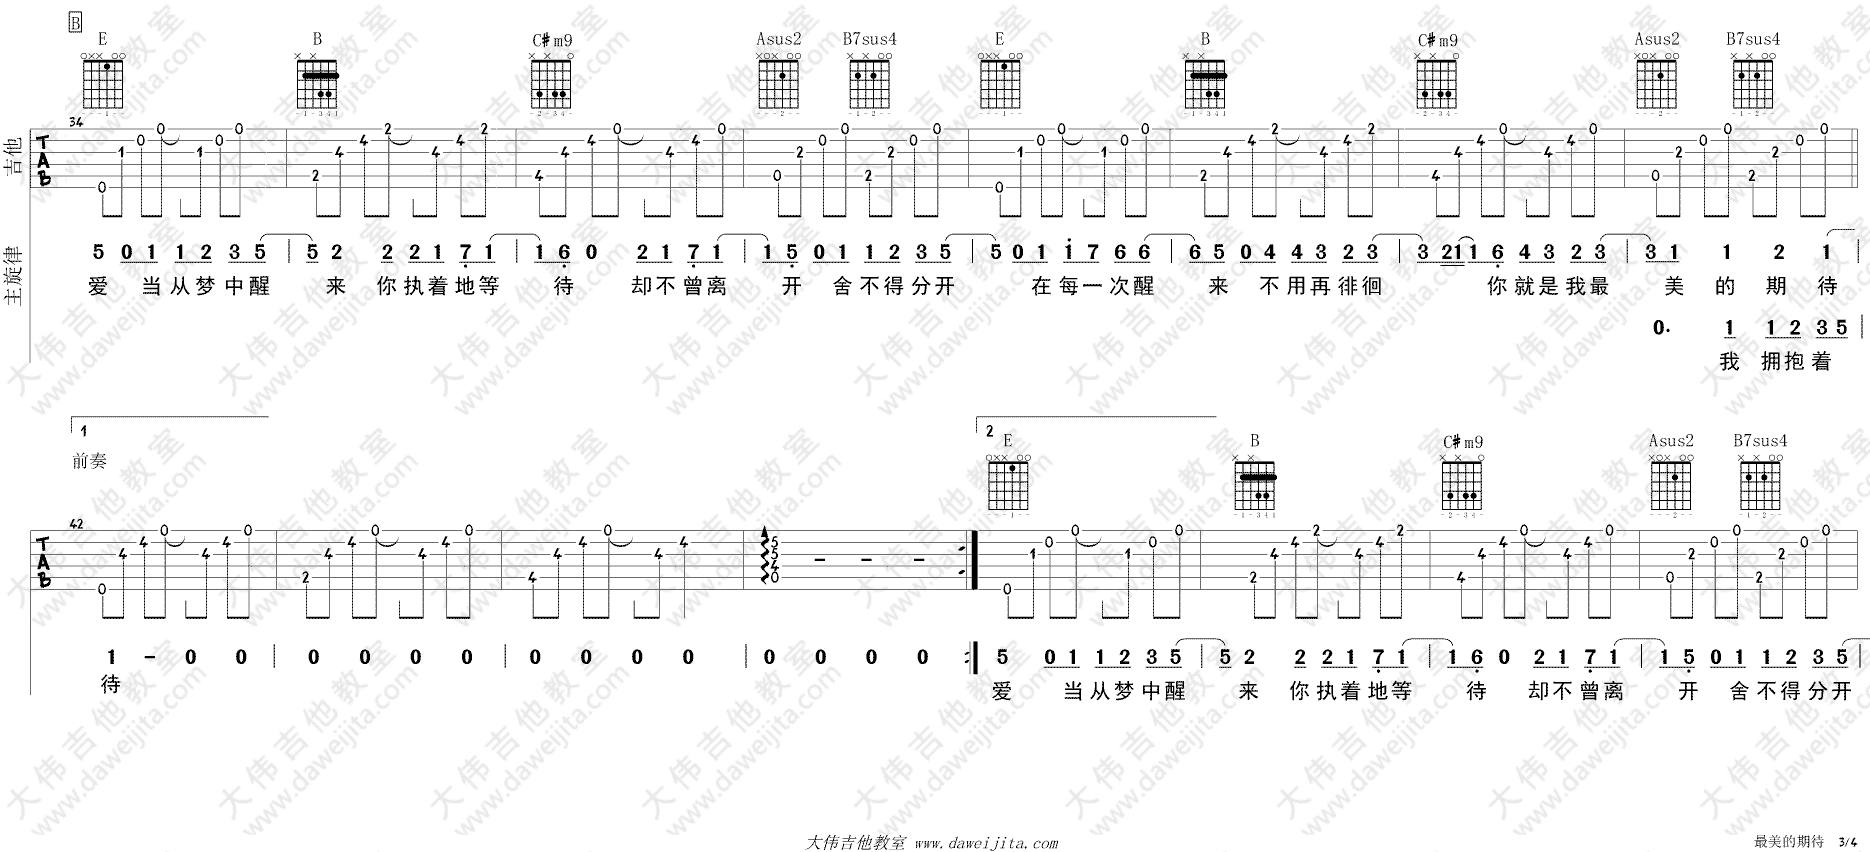 B
E B C#m9 Asus2 B7sus4 E B C#m9 Asus2 B7sus4
34
吉他
TAB
主旋律
5 0 1 1 2 3 5 | 5 2 2 2 1 7 1 | 1 6 0 2 1 7 1 | 1 5 0 1 1 2 3 5 | 5 0 1 1 7 6 6 | 6 5 0 4 4 3 2 3 | 3 2 1 1 6 4 3 2 3 | 3 1 1 2 1
爱 当从梦中醒 来 你执着地等 待 却不曾离 开 舍不得分开 在每一次醒 来 不用再徘徊 你就是我最 美 的 期 待
0. 1 1 2 3 5 |
我 拥抱着
1 2
前奏
E B C#m9 Asus2 B7sus4
42
TAB
1 – 0 0 | 0 0 0 0 | 0 0 0 0 | 0 0 0 0 :| 5 0 1 1 2 3 5 | 5 2 2 2 1 7 1 | 1 6 0 2 1 7 1 | 1 5 0 1 1 2 3 5 |
待 爱 当从梦中醒 来 你执着地等 待 却不曾离 开 舍不得分开
大伟吉他教室 www.daweijita.com
最美的期待 3/4